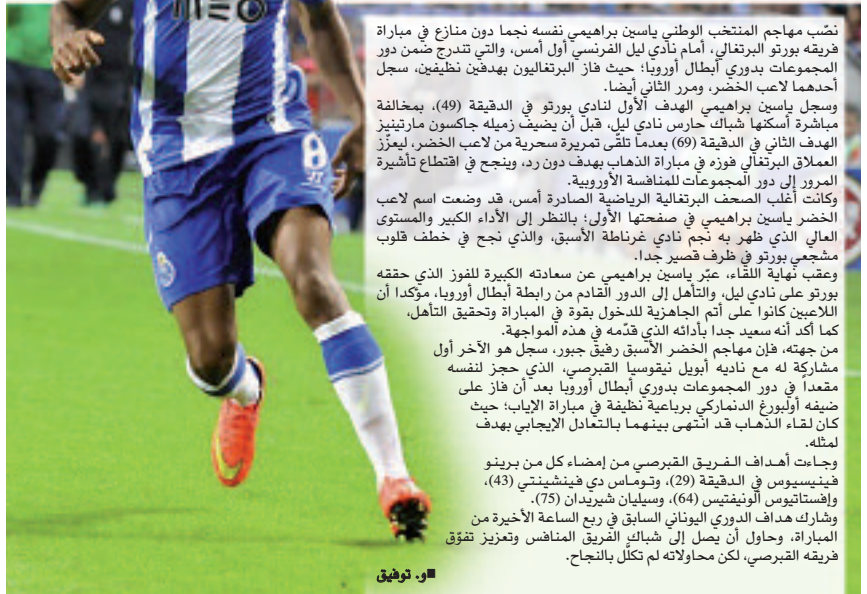 MEO
8
نصّب مهاجم المنتخب الوطني ياسين براهيمي نفسه نجما دون منازع في مباراة
فريقه بورتو البرتغالي، أمام نادي ليل الفرنسي أول أمس، والتي تندرج ضمن دور
المجموعات بدوري أبطال أوروبا؛ حيث فاز البرتغاليون بهدفين نظيفين، سجل
أحدهما لاعب الخضر، ومرر الثاني أيضا.
وسجل ياسين براهيمي الهدف الأول لنادي بورتو في الدقيقة (49)، بمخالفة
مباشرة أسكنها شباك حارس نادي ليل، قبل أن يضيف زميله جاكسون مارتينيز
الهدف الثاني في الدقيقة (69) بعدما تلقّى تمريرة سحرية من لاعب الخضر، ليعزّز
العملاق البرتغالي فوزه في مباراة الذهاب بهدف دون رد، وينجح في اقتطاع تأشيرة
المرور إلى دور المجموعات للمنافسة الأوروبية.
وكانت أغلب الصحف البرتغالية الرياضية الصادرة أمس، قد وضعت اسم لاعب
الخضر ياسين براهيمي في صفحتها الأولى؛ بالنظر إلى الأداء الكبير والمستوى
العالي الذي ظهر به نجم نادي غرناطة الأسبق، والذي نجح في خطف قلوب
مشجعي بورتو في ظرف قصير جدا.
وعقب نهاية اللقاء، عبّر ياسين براهيمي عن سعادته الكبيرة للفوز الذي حققه
بورتو على نادي ليل، والتأهل إلى الدور القادم من رابطة أبطال أوروبا، مؤكدا أن
اللاعبين كانوا على أتم الجاهزية للدخول بقوة في المباراة وتحقيق التأهل،
كما أكد أنه سعيد جدا بأدائه الذي قدّمه في هذه المواجهة.
من جهته، فإن مهاجم الخضر الأسبق رفيق جبور، سجل هو الآخر أول
مشاركة له مع ناديه أبويل نيقوسيا القبرصي، الذي حجز لنفسه
مقعداً في دور المجموعات بدوري أبطال أوروبا بعد أن فاز على
ضيفه أولبورغ الدنماركي برباعية نظيفة في مباراة الإياب؛ حيث
كان لقاء الذهاب قد انتهى بينهما بالتعادل الإيجابي بهدف
لمثله.
وجاءت أهداف الفريق القبرصي من إمضاء كل من برينو
فينيسيوس في الدقيقة (29)، وتوماس دي فينشينتي (43)،
وإفستاتيوس ألونيفتيس (64)، وسيليان شيريدان (75).
وشارك هداف الدوري اليوناني السابق في ربع الساعة الأخيرة من
المباراة، وحاول أن يصل إلى شباك الفريق المنافس وتعزيز تفوّق
فريقه القبرصي، لكن محاولاته لم تكلّل بالنجاح.
■و. توفيق